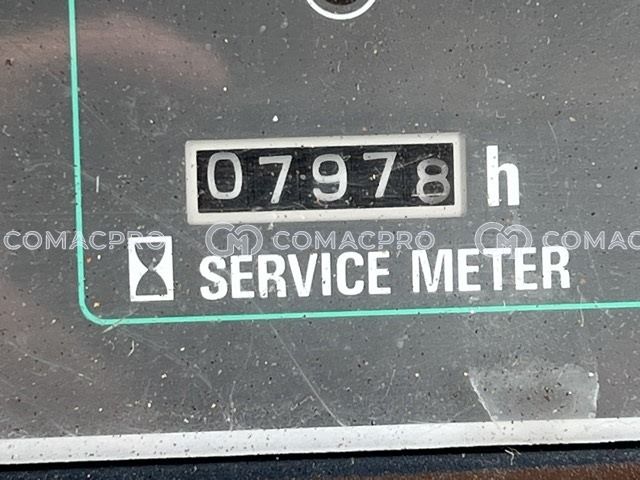 07978 h
COMACPRO COMACPRO COMAC
SERVICE METER